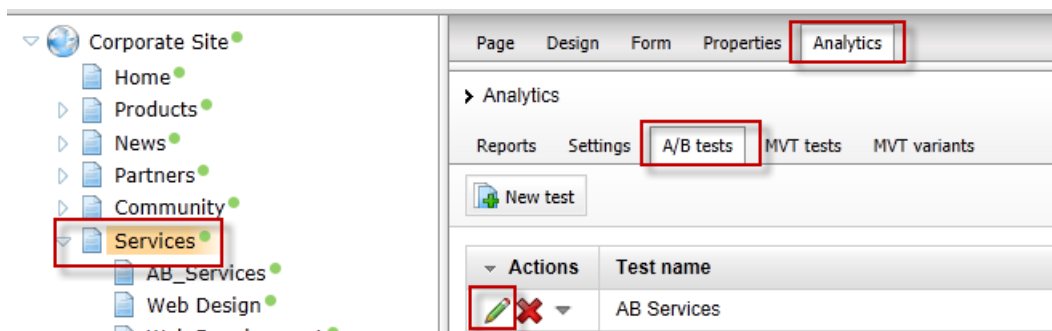 Corporate Site
Home
Products
News
Partners
Community
Services
AB_Services
Web Design
Page Design Form Properties Analytics
Analytics
Reports Settings A/B tests MVT tests MVT variants
New test
Actions Test name
AB Services